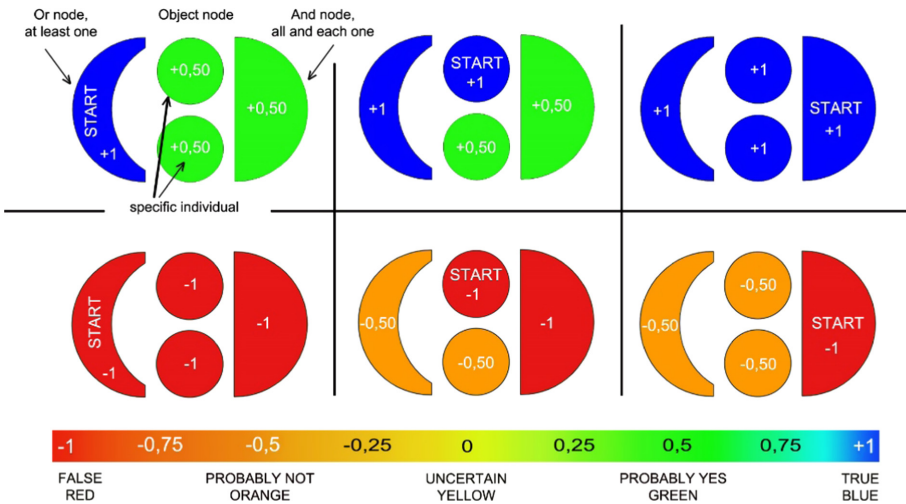 Or node,
at least one
Object node
And node,
all and each one
START
+1
+0,50
+0,50
+0,50
specific individual
+1
START
+1
+0,50
+0,50
+1
+1
+1
START
+1
START
-1
-1
-1
-1
-0,50
START
-1
-0,50
-1
-0,50
-0,50
-0,50
START
-1
-1 -0,75 -0,5 -0,25 0 0,25 0,5 0,75 +1
FALSE PROBABLY NOT UNCERTAIN PROBABLY YES TRUE
RED ORANGE YELLOW GREEN BLUE